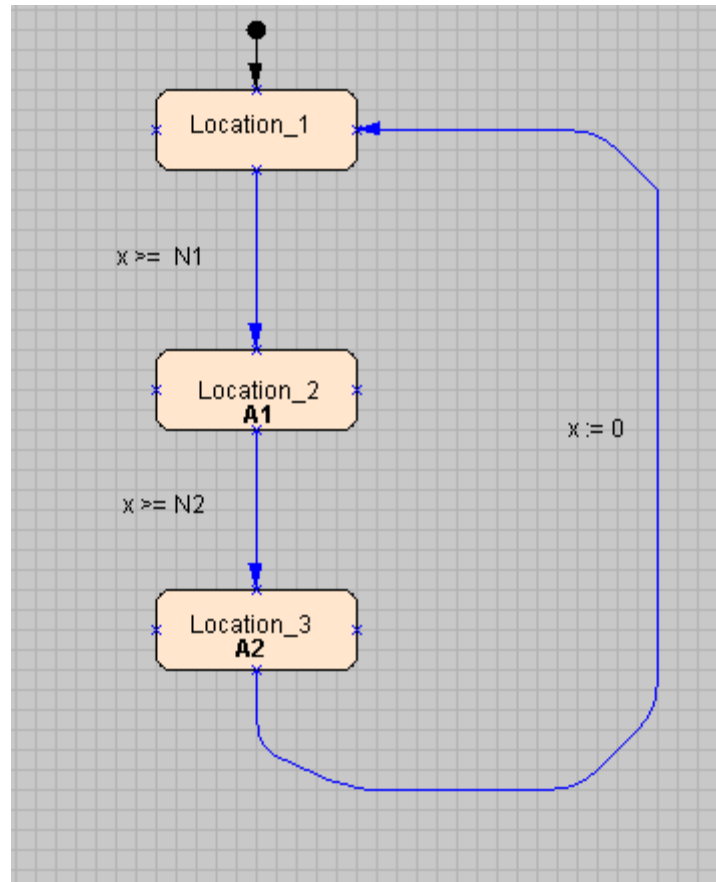 Location_1
x >= N1
Location_2
A1
x := 0
x >= N2
Location_3
A2